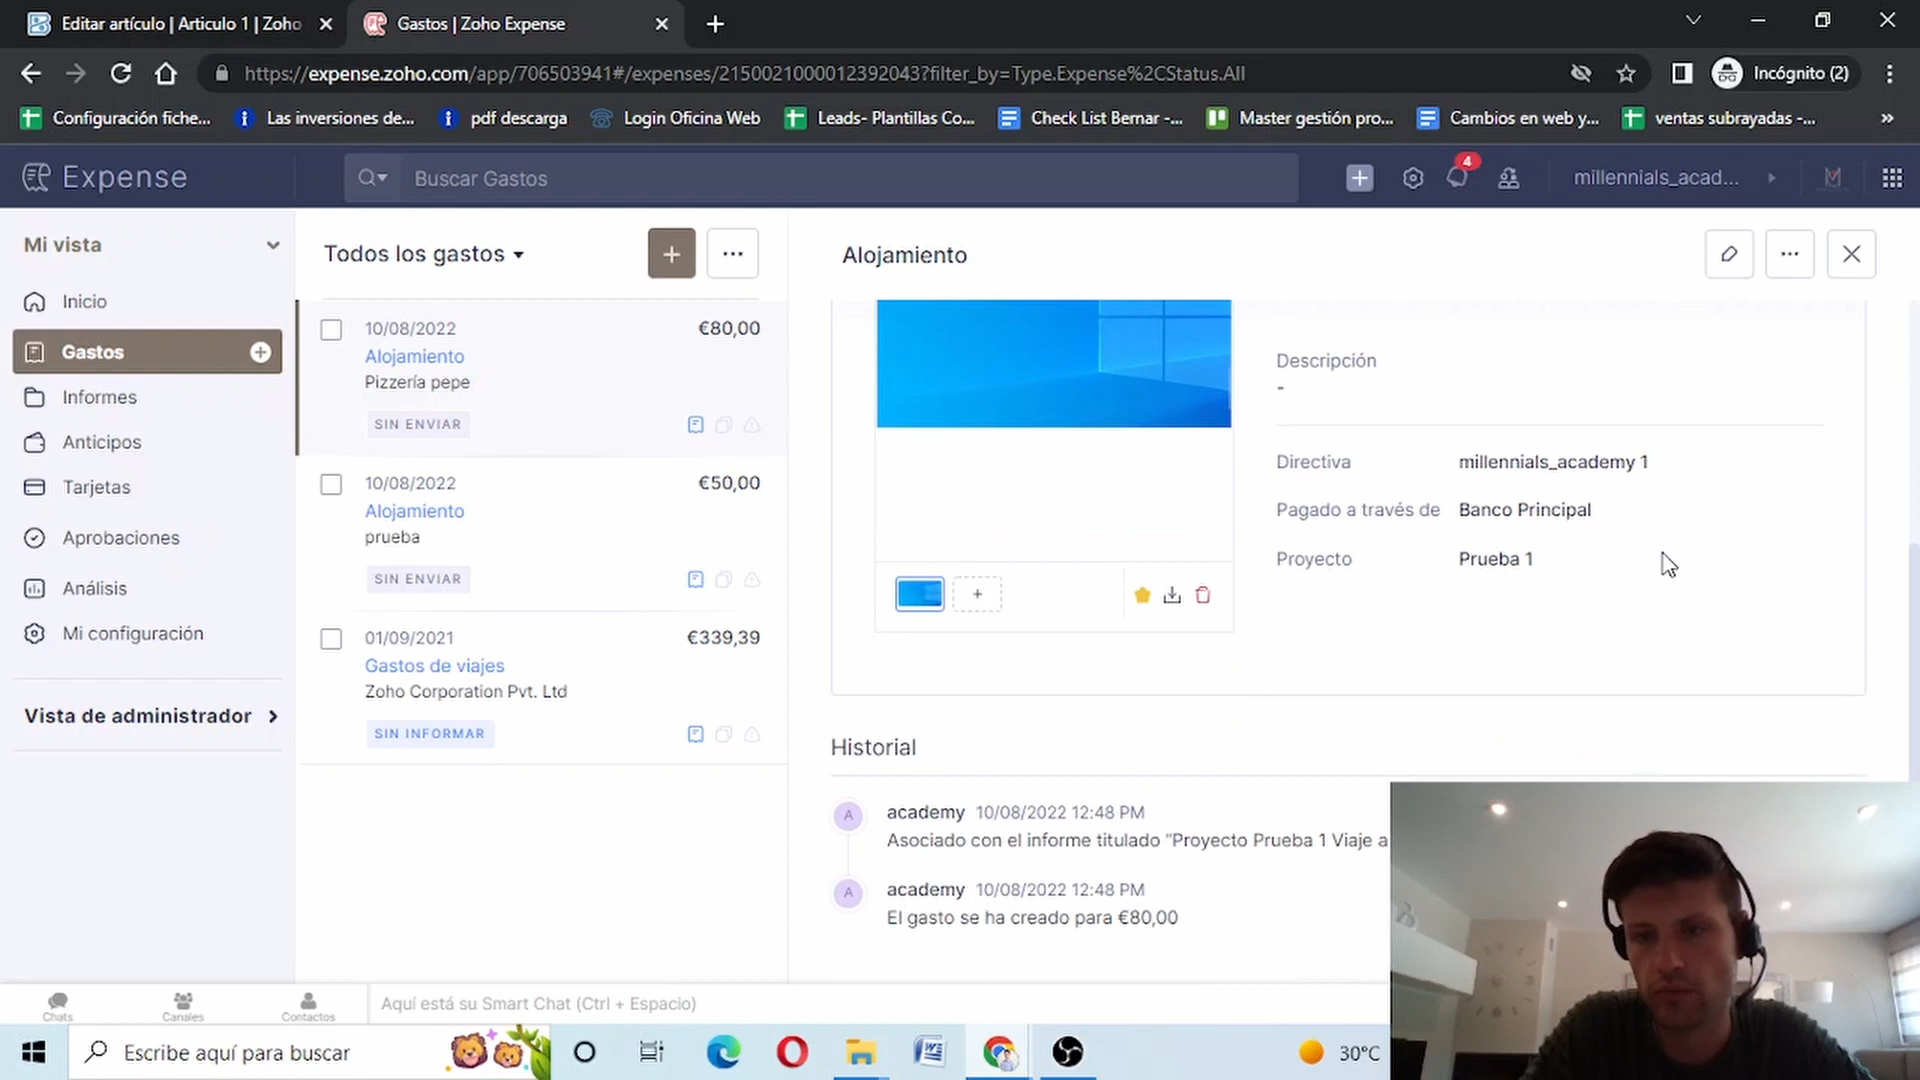 Editar artículo | Articulo 1 | Zoho
Gastos | Zoho Expense
https://expense.zoho.com/app/706503941#/expenses/2150021000012392043?filter_by=Type.Expense%2CStatus.All
Incógnito (2)
Configuración fiche...
Las inversiones de...
pdf descarga
Login Oficina Web
Leads- Plantillas Co...
Check List Bernar -...
Master gestión pro...
Cambios en web y...
ventas subrayadas -...
»
Expense
Buscar Gastos
4
millennials_acad...
Mi vista
Inicio
Gastos
Informes
Anticipos
Tarjetas
Aprobaciones
Análisis
Mi configuración
Vista de administrador
Todos los gastos
10/08/2022 €80,00
Alojamiento
Pizzería pepe
SIN ENVIAR
10/08/2022 €50,00
Alojamiento
prueba
SIN ENVIAR
01/09/2021 €339,39
Gastos de viajes
Zoho Corporation Pvt. Ltd
SIN INFORMAR
Alojamiento
Descripción
-
Directiva millennials_academy 1
Pagado a través de Banco Principal
Proyecto Prueba 1
Historial
A academy 10/08/2022 12:48 PM
Asociado con el informe titulado “Proyecto Prueba 1 Viaje a
A academy 10/08/2022 12:48 PM
El gasto se ha creado para €80,00
Chats
Canales
Contactos
Aquí está su Smart Chat (Ctrl + Espacio)
Escribe aquí para buscar
30°C